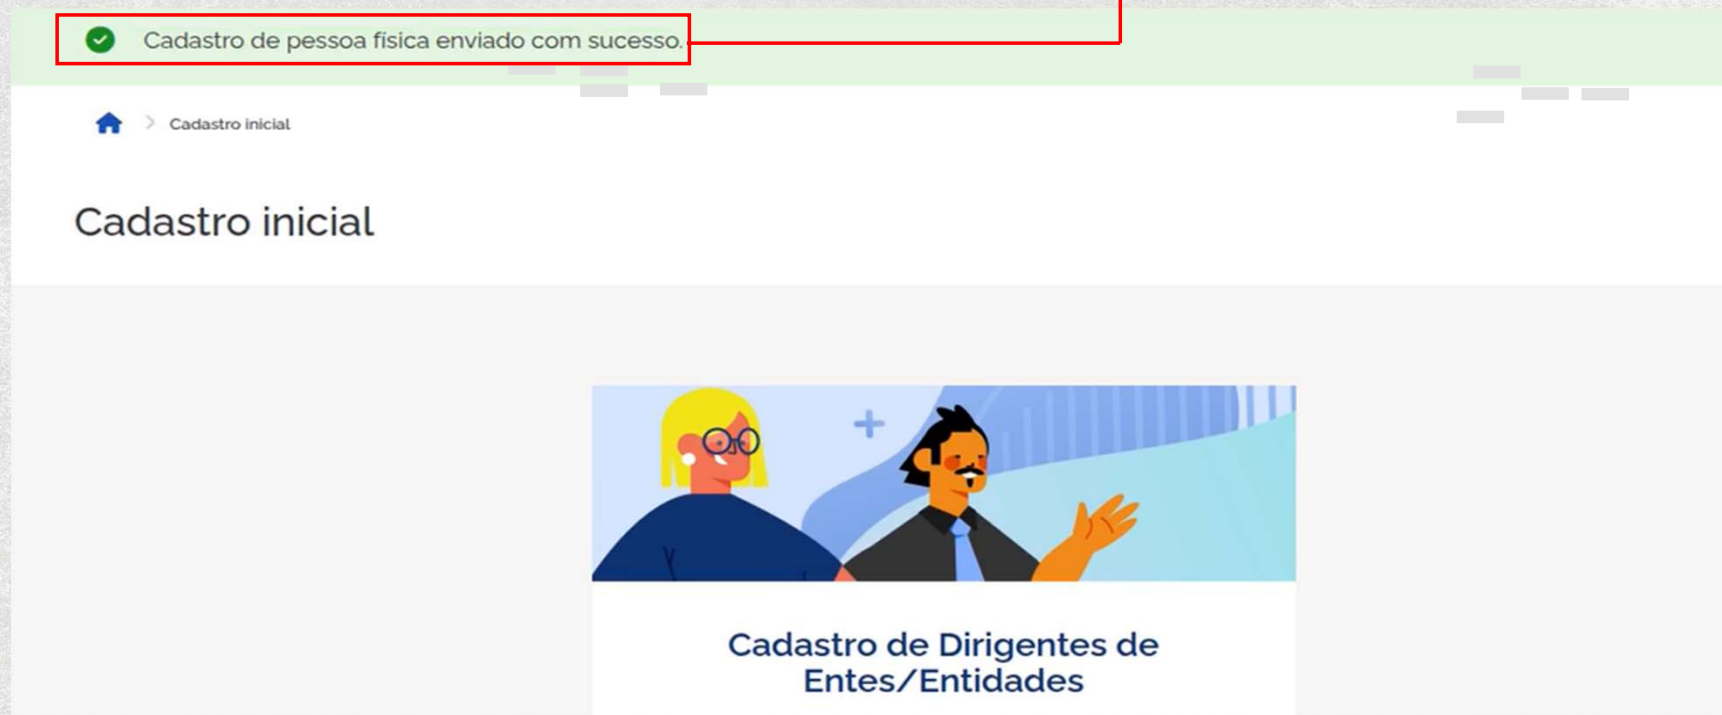 Cadastro de pessoa física enviado com sucesso.
Cadastro inicial
Cadastro inicial
Cadastro de Dirigentes de
Entes/Entidades